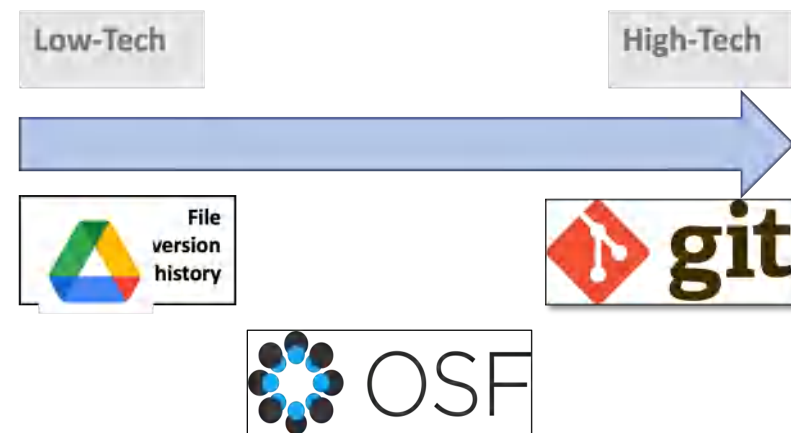 Low-Tech
High-Tech
File
version
history
git
OSF